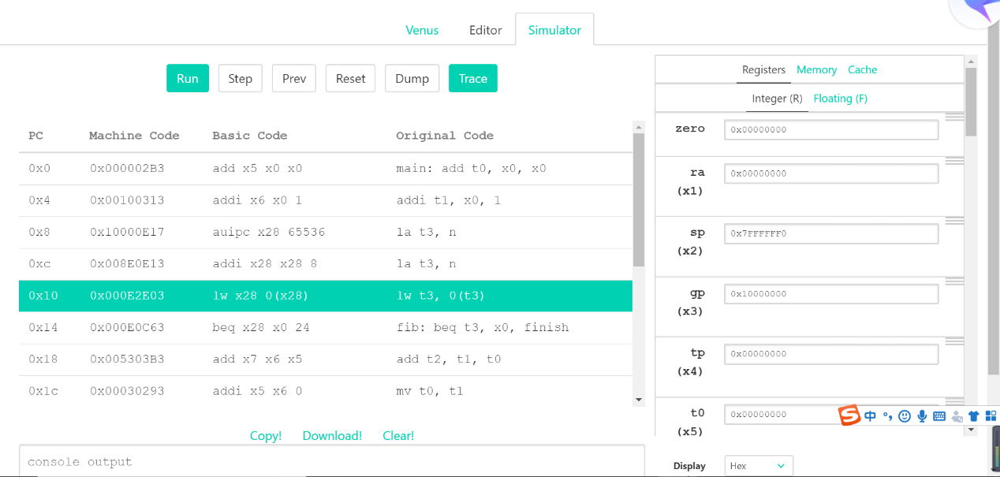 Venus Editor Simulator
Run Step Prev Reset Dump Trace
PC Machine Code Basic Code Original Code
0x0 0x000002B3 add x5 x0 x0 main: add t0, x0, x0
0x4 0x00100313 addi x6 x0 1 addi t1, x0, 1
0x8 0x10000E17 auipc x28 65536 la t3, n
0xc 0x008E0E13 addi x28 x28 8 la t3, n
0x10 0x000E2E03 lw x28 0(x28) lw t3, 0(t3)
0x14 0x000E0C63 beq x28 x0 24 fib: beq t3, x0, finish
0x18 0x005303B3 add x7 x6 x5 add t2, t1, t0
0x1c 0x00030293 addi x5 x6 0 mv t0, t1
Copy! Download! Clear!
console output
Registers Memory Cache
Integer (R) Floating (F)
zero 0x00000000
ra 0x00000000
(x1)
sp 0x7FFFFFF0
(x2)
gp 0x10000000
(x3)
tp 0x00000000
(x4)
t0 0x00000000
(x5)
S 中
Display Hex